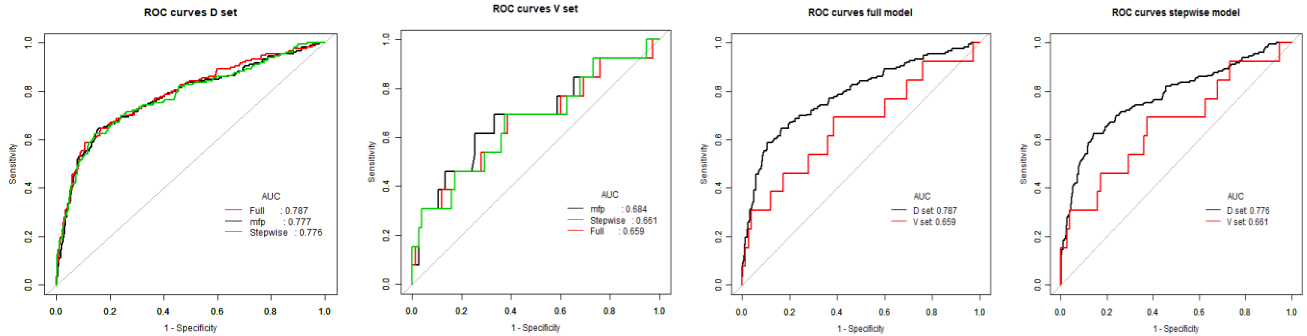 ROC curves D set
Sensitivity
1.0
0.8
0.6
0.4
0.2
0.0
AUC
Full : 0.787
mfp : 0.777
Stepwise : 0.776
0.0 0.2 0.4 0.6 0.8 1.0
1 - Specificity
ROC curves V set
Sensitivity
1.0
0.8
0.6
0.4
0.2
0.0
AUC
mfp : 0.684
Stepwise : 0.661
Full : 0.659
0.0 0.2 0.4 0.6 0.8 1.0
1 - Specificity
ROC curves full model
Sensitivity
1.0
0.8
0.6
0.4
0.2
0.0
AUC
D set: 0.787
V set: 0.659
0.0 0.2 0.4 0.6 0.8 1.0
1 - Specificity
ROC curves stepwise model
Sensitivity
1.0
0.8
0.6
0.4
0.2
0.0
AUC
D set: 0.776
V set: 0.661
0.0 0.2 0.4 0.6 0.8 1.0
1 - Specificity